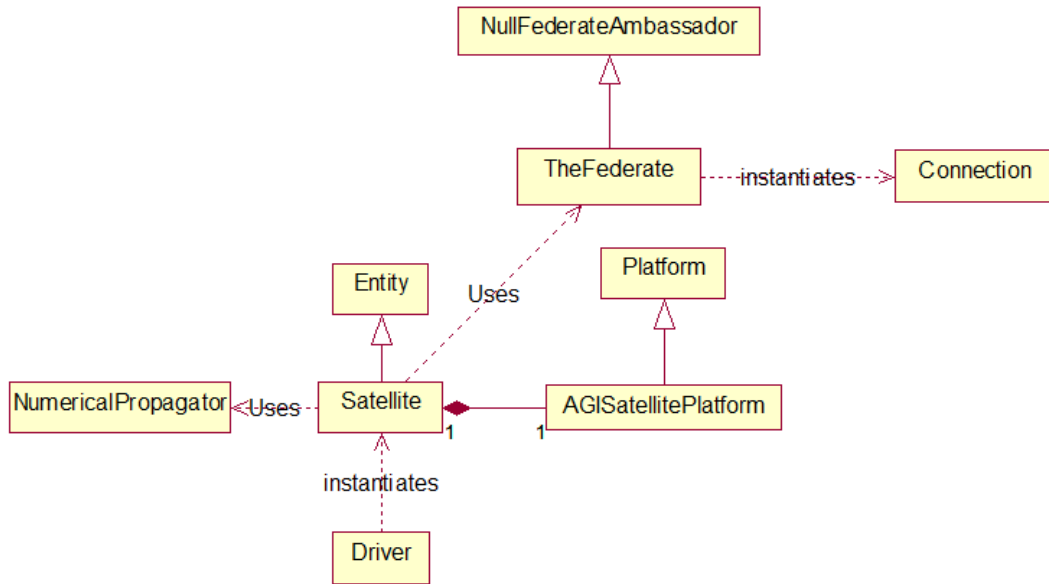 NullFederateAmbassador
TheFederate
instantiates
Connection
Platform
Entity
Uses
NumericalPropagator
Uses
Satellite
1
1
AGISatellitePlatform
instantiates
Driver